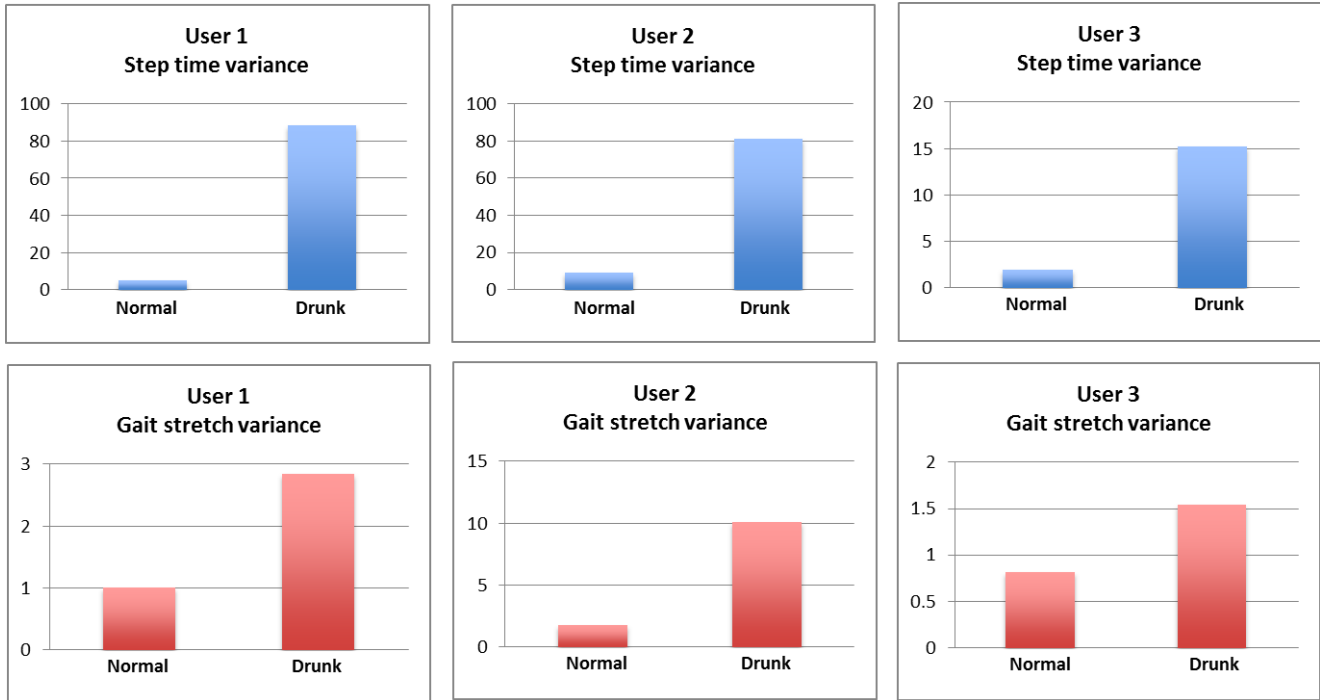 User 1
Step time variance
100
80
60
40
20
0
Normal Drunk
User 2
Step time variance
100
80
60
40
20
0
Normal Drunk
User 3
Step time variance
20
15
10
5
0
Normal Drunk
User 1
Gait stretch variance
3
2
1
0
Normal Drunk
User 2
Gait stretch variance
15
10
5
0
Normal Drunk
User 3
Gait stretch variance
2
1.5
1
0.5
0
Normal Drunk